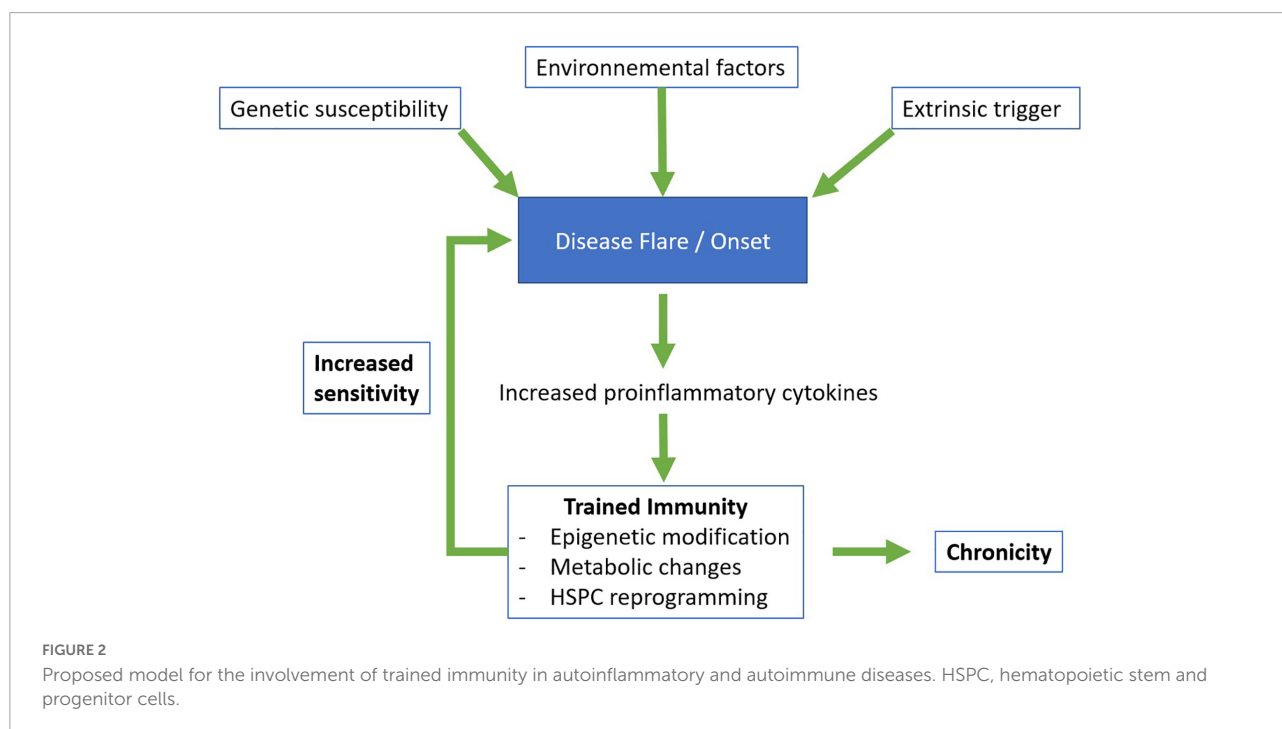 Environnemental factors
Genetic susceptibility
Extrinsic trigger
Disease Flare / Onset
Increased
sensitivity
Increased proinflammatory cytokines
Trained Immunity
- Epigenetic modification
- Metabolic changes
- HSPC reprogramming
Chronicity
FIGURE 2
Proposed model for the involvement of trained immunity in autoinflammatory and autoimmune diseases. HSPC, hematopoietic stem and
progenitor cells.